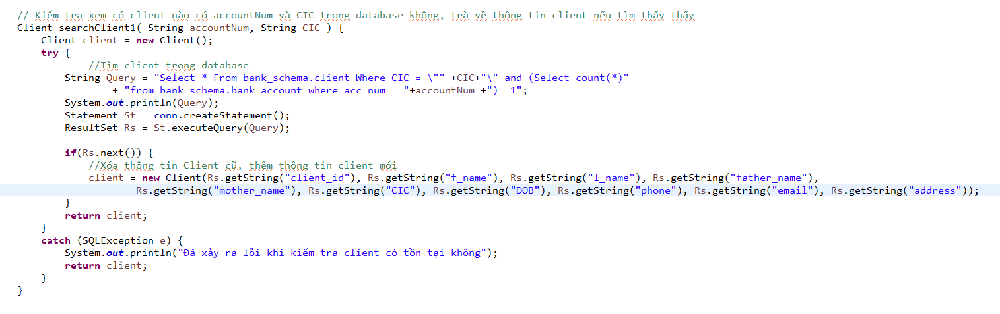 // Kiểm tra xem có client nào có accountNum và CIC trong database không, trà về thông tin client nếu tìm thấy thấy
Client searchClient1( String accountNum, String CIC ) {
Client client = new Client();
try {
//Tìm client trong database
String Query = "Select * From bank_schema.client Where CIC = \"" +CIC+"\" and (Select count(*)"
+ "from bank_schema.bank_account where acc_num = "+accountNum +") =1";
System.out.println(Query);
Statement St = conn.createStatement();
ResultSet Rs = St.executeQuery(Query);
if(Rs.next()) {
//Xóa thông tin Client cũ, thêm thông tin client mới
client = new Client(Rs.getString("client_id"), Rs.getString("f_name"), Rs.getString("l_name"), Rs.getString("father_name"),
Rs.getString("mother_name"), Rs.getString("CIC"), Rs.getString("DOB"), Rs.getString("phone"), Rs.getString("email"), Rs.getString("address"));
}
return client;
}
catch (SQLException e) {
System.out.println("Đã xảy ra lỗi khi kiểm tra client có tồn tại không");
return client;
}
}